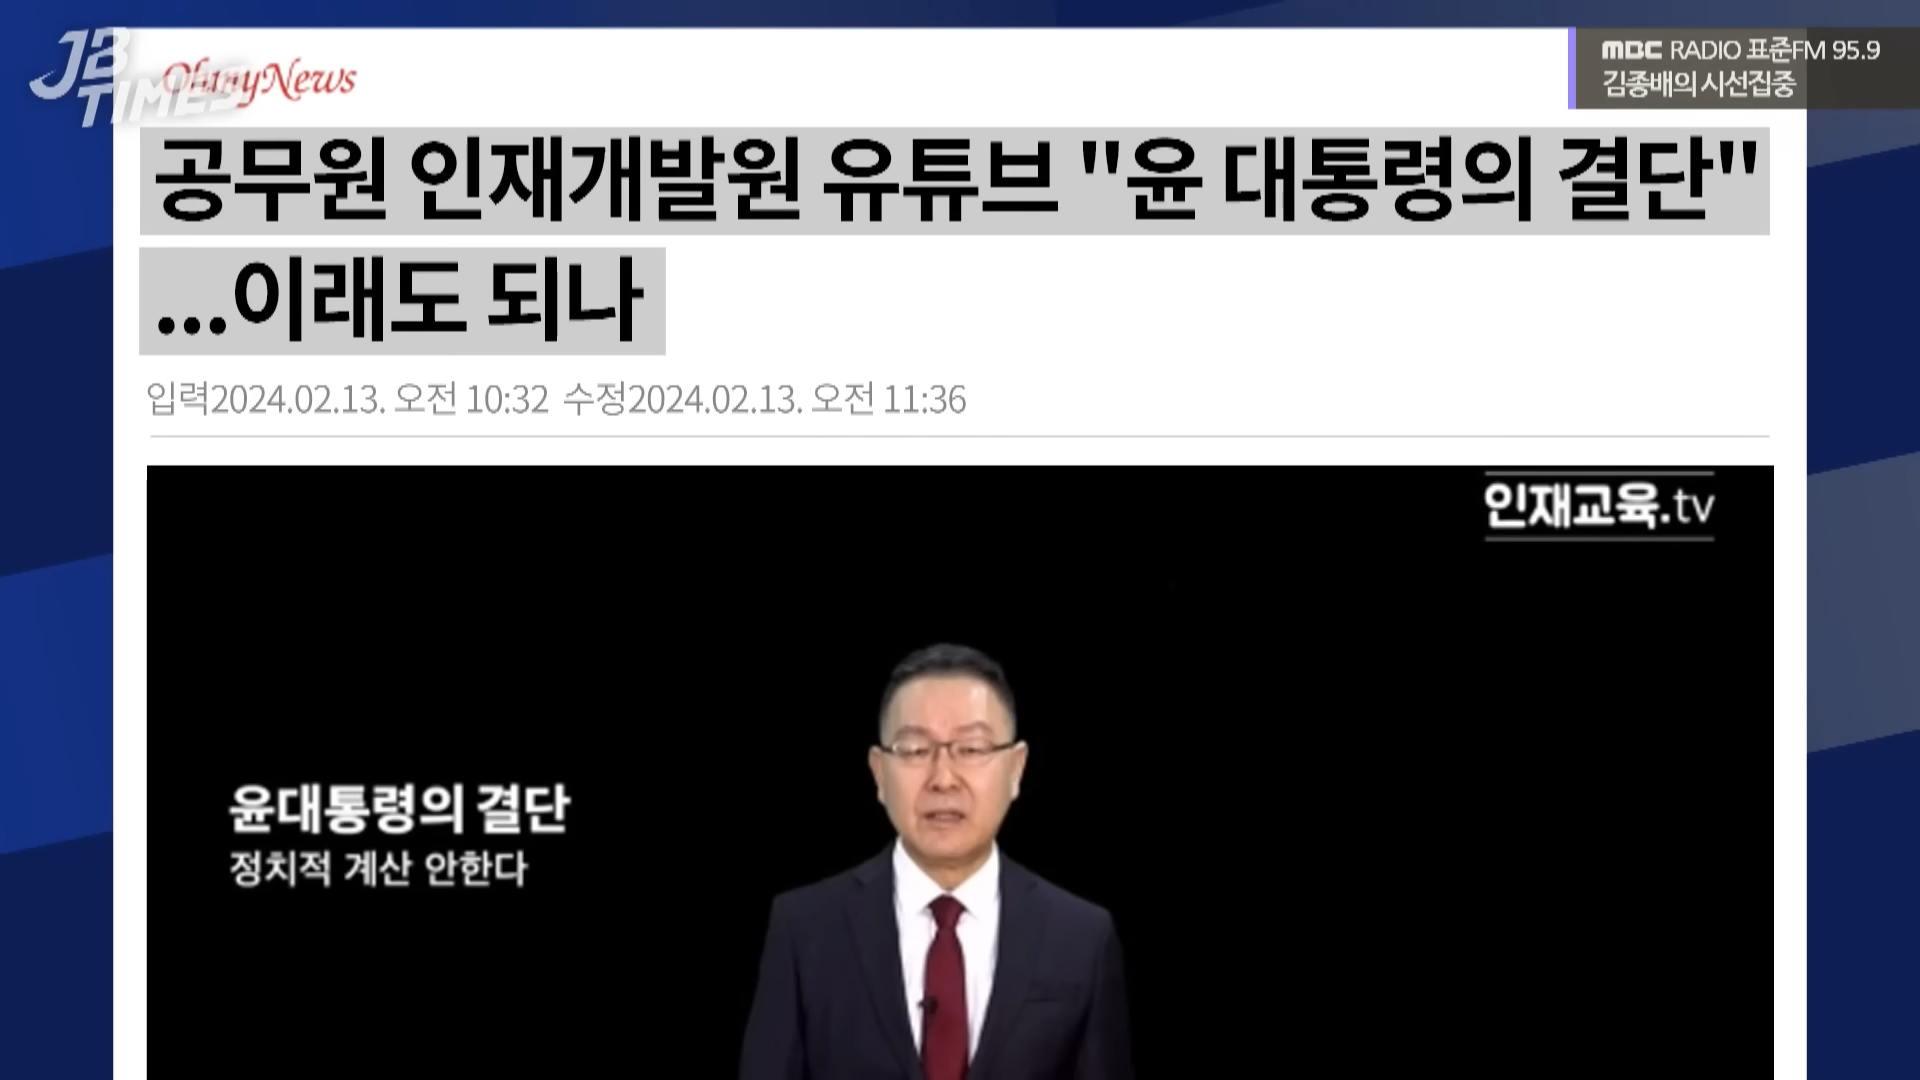 JB TIMES
OhmyNews
MBC RADIO 표준FM 95.9
김종배의 시선집중
공무원 인재개발원 유튜브 "윤 대통령의 결단"
...이래도 되나
입력2024.02.13. 오전 10:32 수정2024.02.13. 오전 11:36
인재교육.tv
윤대통령의 결단
정치적 계산 안한다